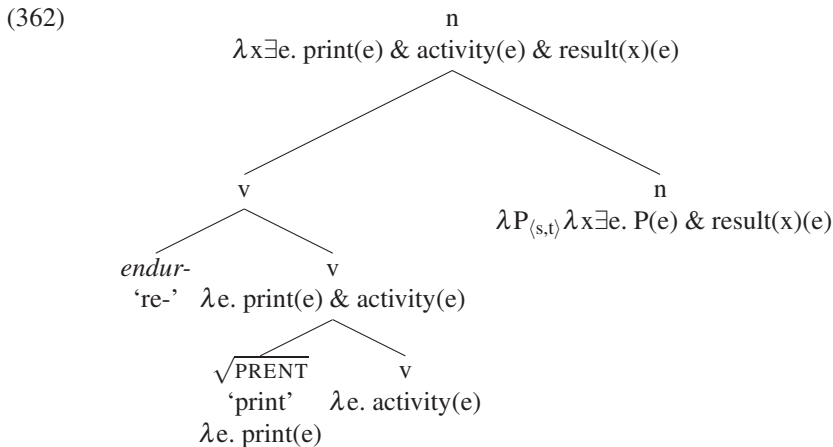 (362) n
λx∃e. print(e) & activity(e) & result(x)(e)
v n
λP⟨s,t⟩λx∃e. P(e) & result(x)(e)
endur- v
‘re-’ λe. print(e) & activity(e)
√PRENT v
‘print’ λe. activity(e)
λe. print(e)